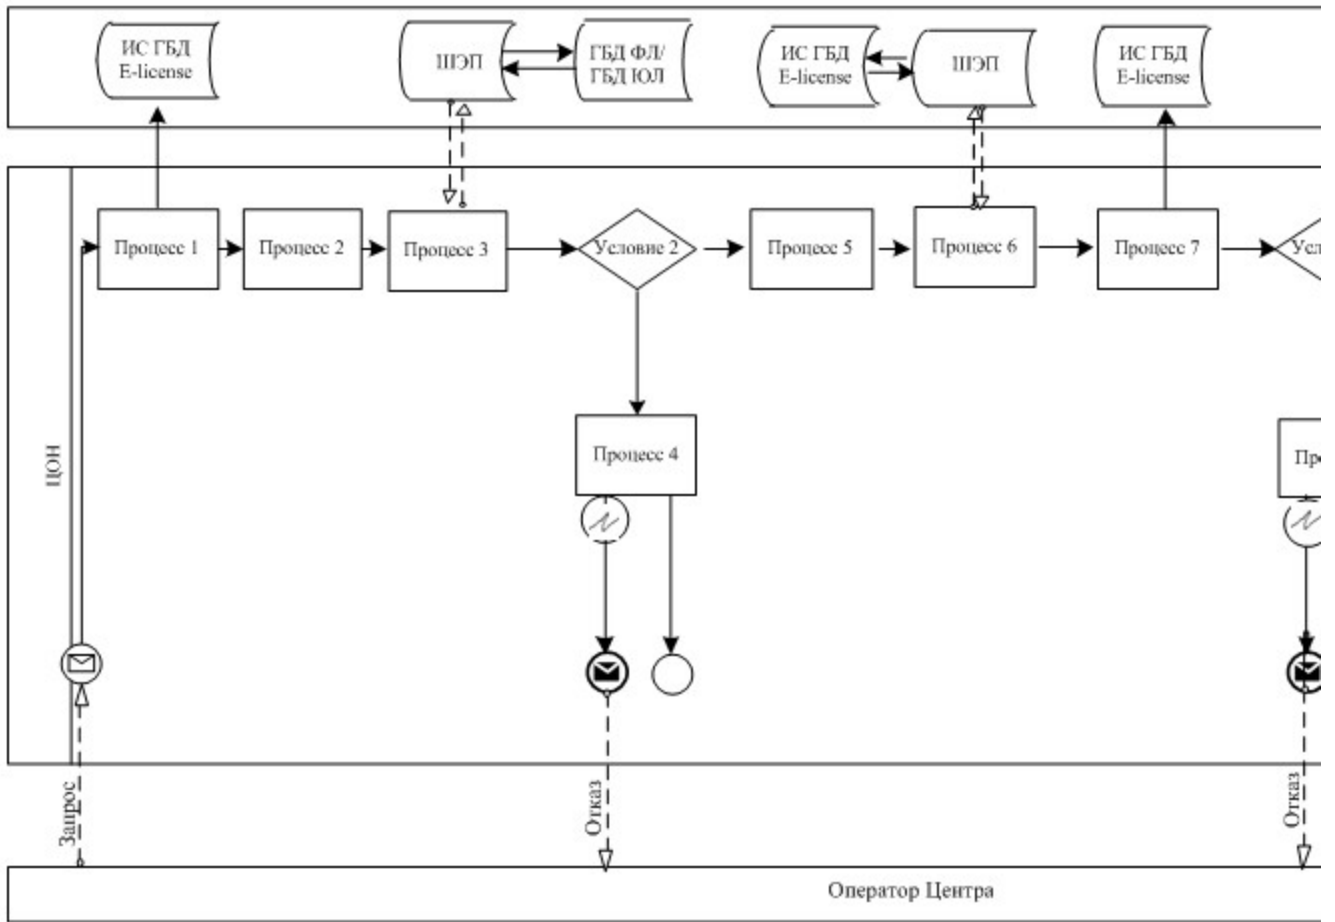 ИС ГБД
E-license
ШЭП
ГБД ФЛ/
ГБД ЮЛ
ИС ГБД
E-license
ШЭП
ИС ГБД
E-license
Процесс 1
Процесс 2
Процесс 3
Условие 2
Процесс 5
Процесс 6
Процесс 7
ЦОН
Процесс 4
Запрос
Отказ
Отказ
Оператор Центра